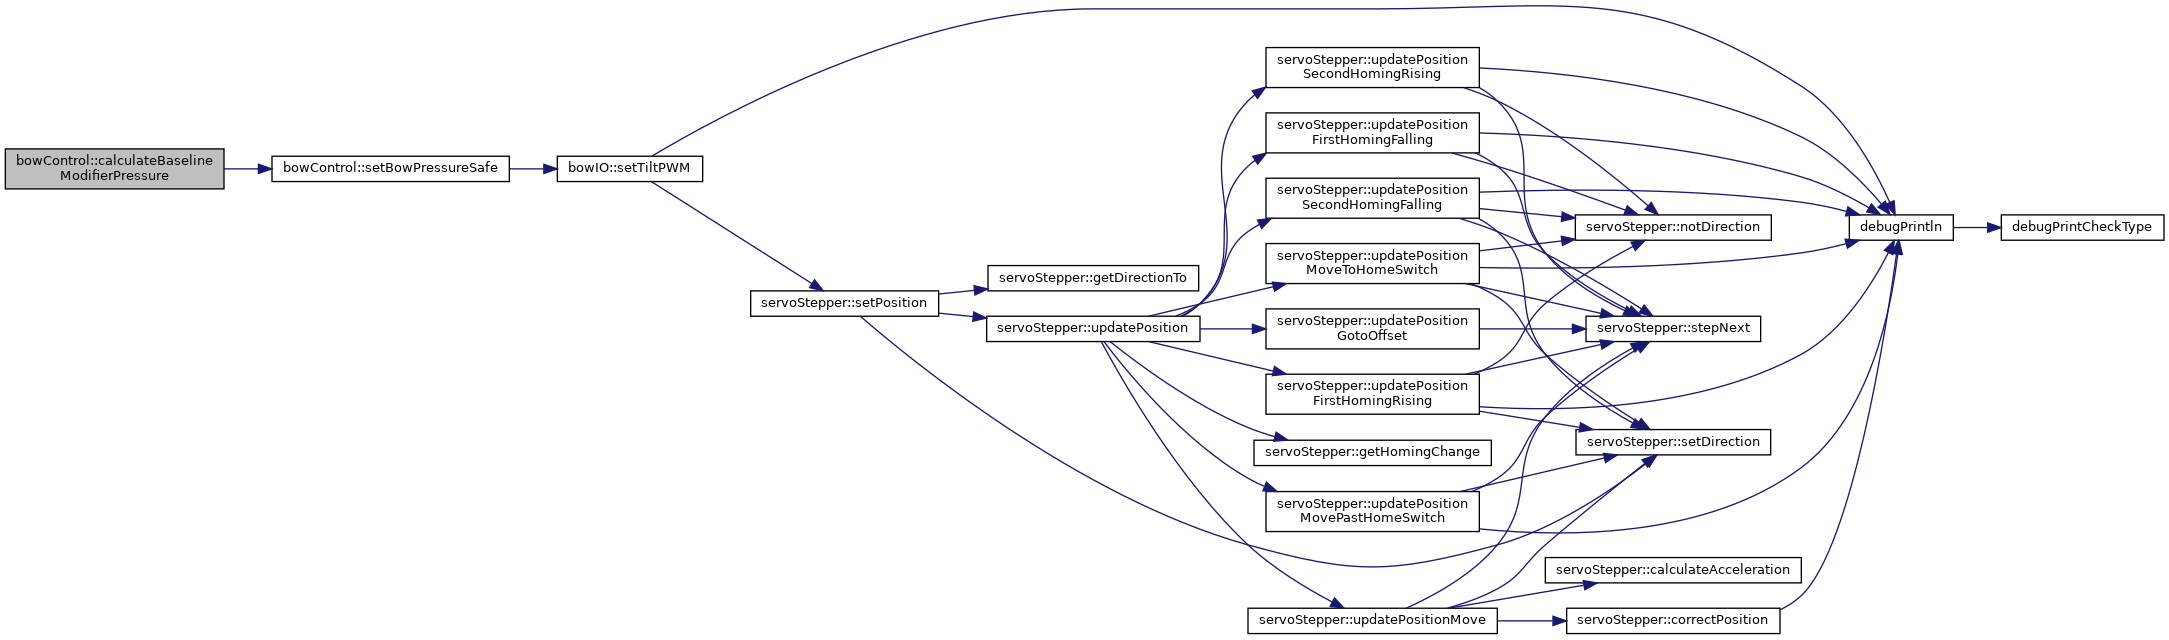 bowControl::calculateBaseline
ModifierPressure
bowControl::setBowPressureSafe
bowIO::setTiltPWM
servoStepper::setPosition
servoStepper::getDirectionTo
servoStepper::updatePosition
servoStepper::updatePosition
SecondHomingRising
servoStepper::updatePosition
FirstHomingFalling
servoStepper::updatePosition
SecondHomingFalling
servoStepper::updatePosition
MoveToHomeSwitch
servoStepper::updatePosition
GotoOffset
servoStepper::updatePosition
FirstHomingRising
servoStepper::getHomingChange
servoStepper::updatePosition
MovePastHomeSwitch
servoStepper::updatePositionMove
servoStepper::notDirection
servoStepper::stepNext
servoStepper::setDirection
servoStepper::calculateAcceleration
servoStepper::correctPosition
debugPrintln
debugPrintCheckType